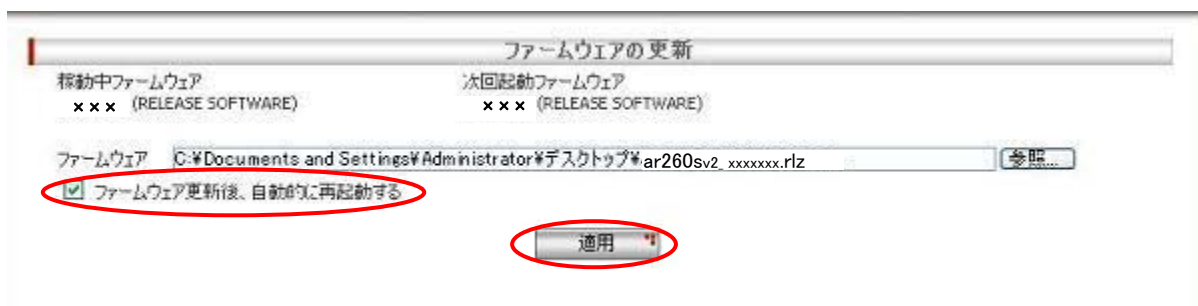 ファームウェアの更新
稼動中ファームウェア 次回起動ファームウェア
××× (RELEASE SOFTWARE) ××× (RELEASE SOFTWARE)
ファームウェア C:¥Documents and Settings¥Administrator¥デスクトップ¥ar260sv2_xxxxxxx.rlz 参照...
ファームウェア更新後、自動的に再起動する
適用